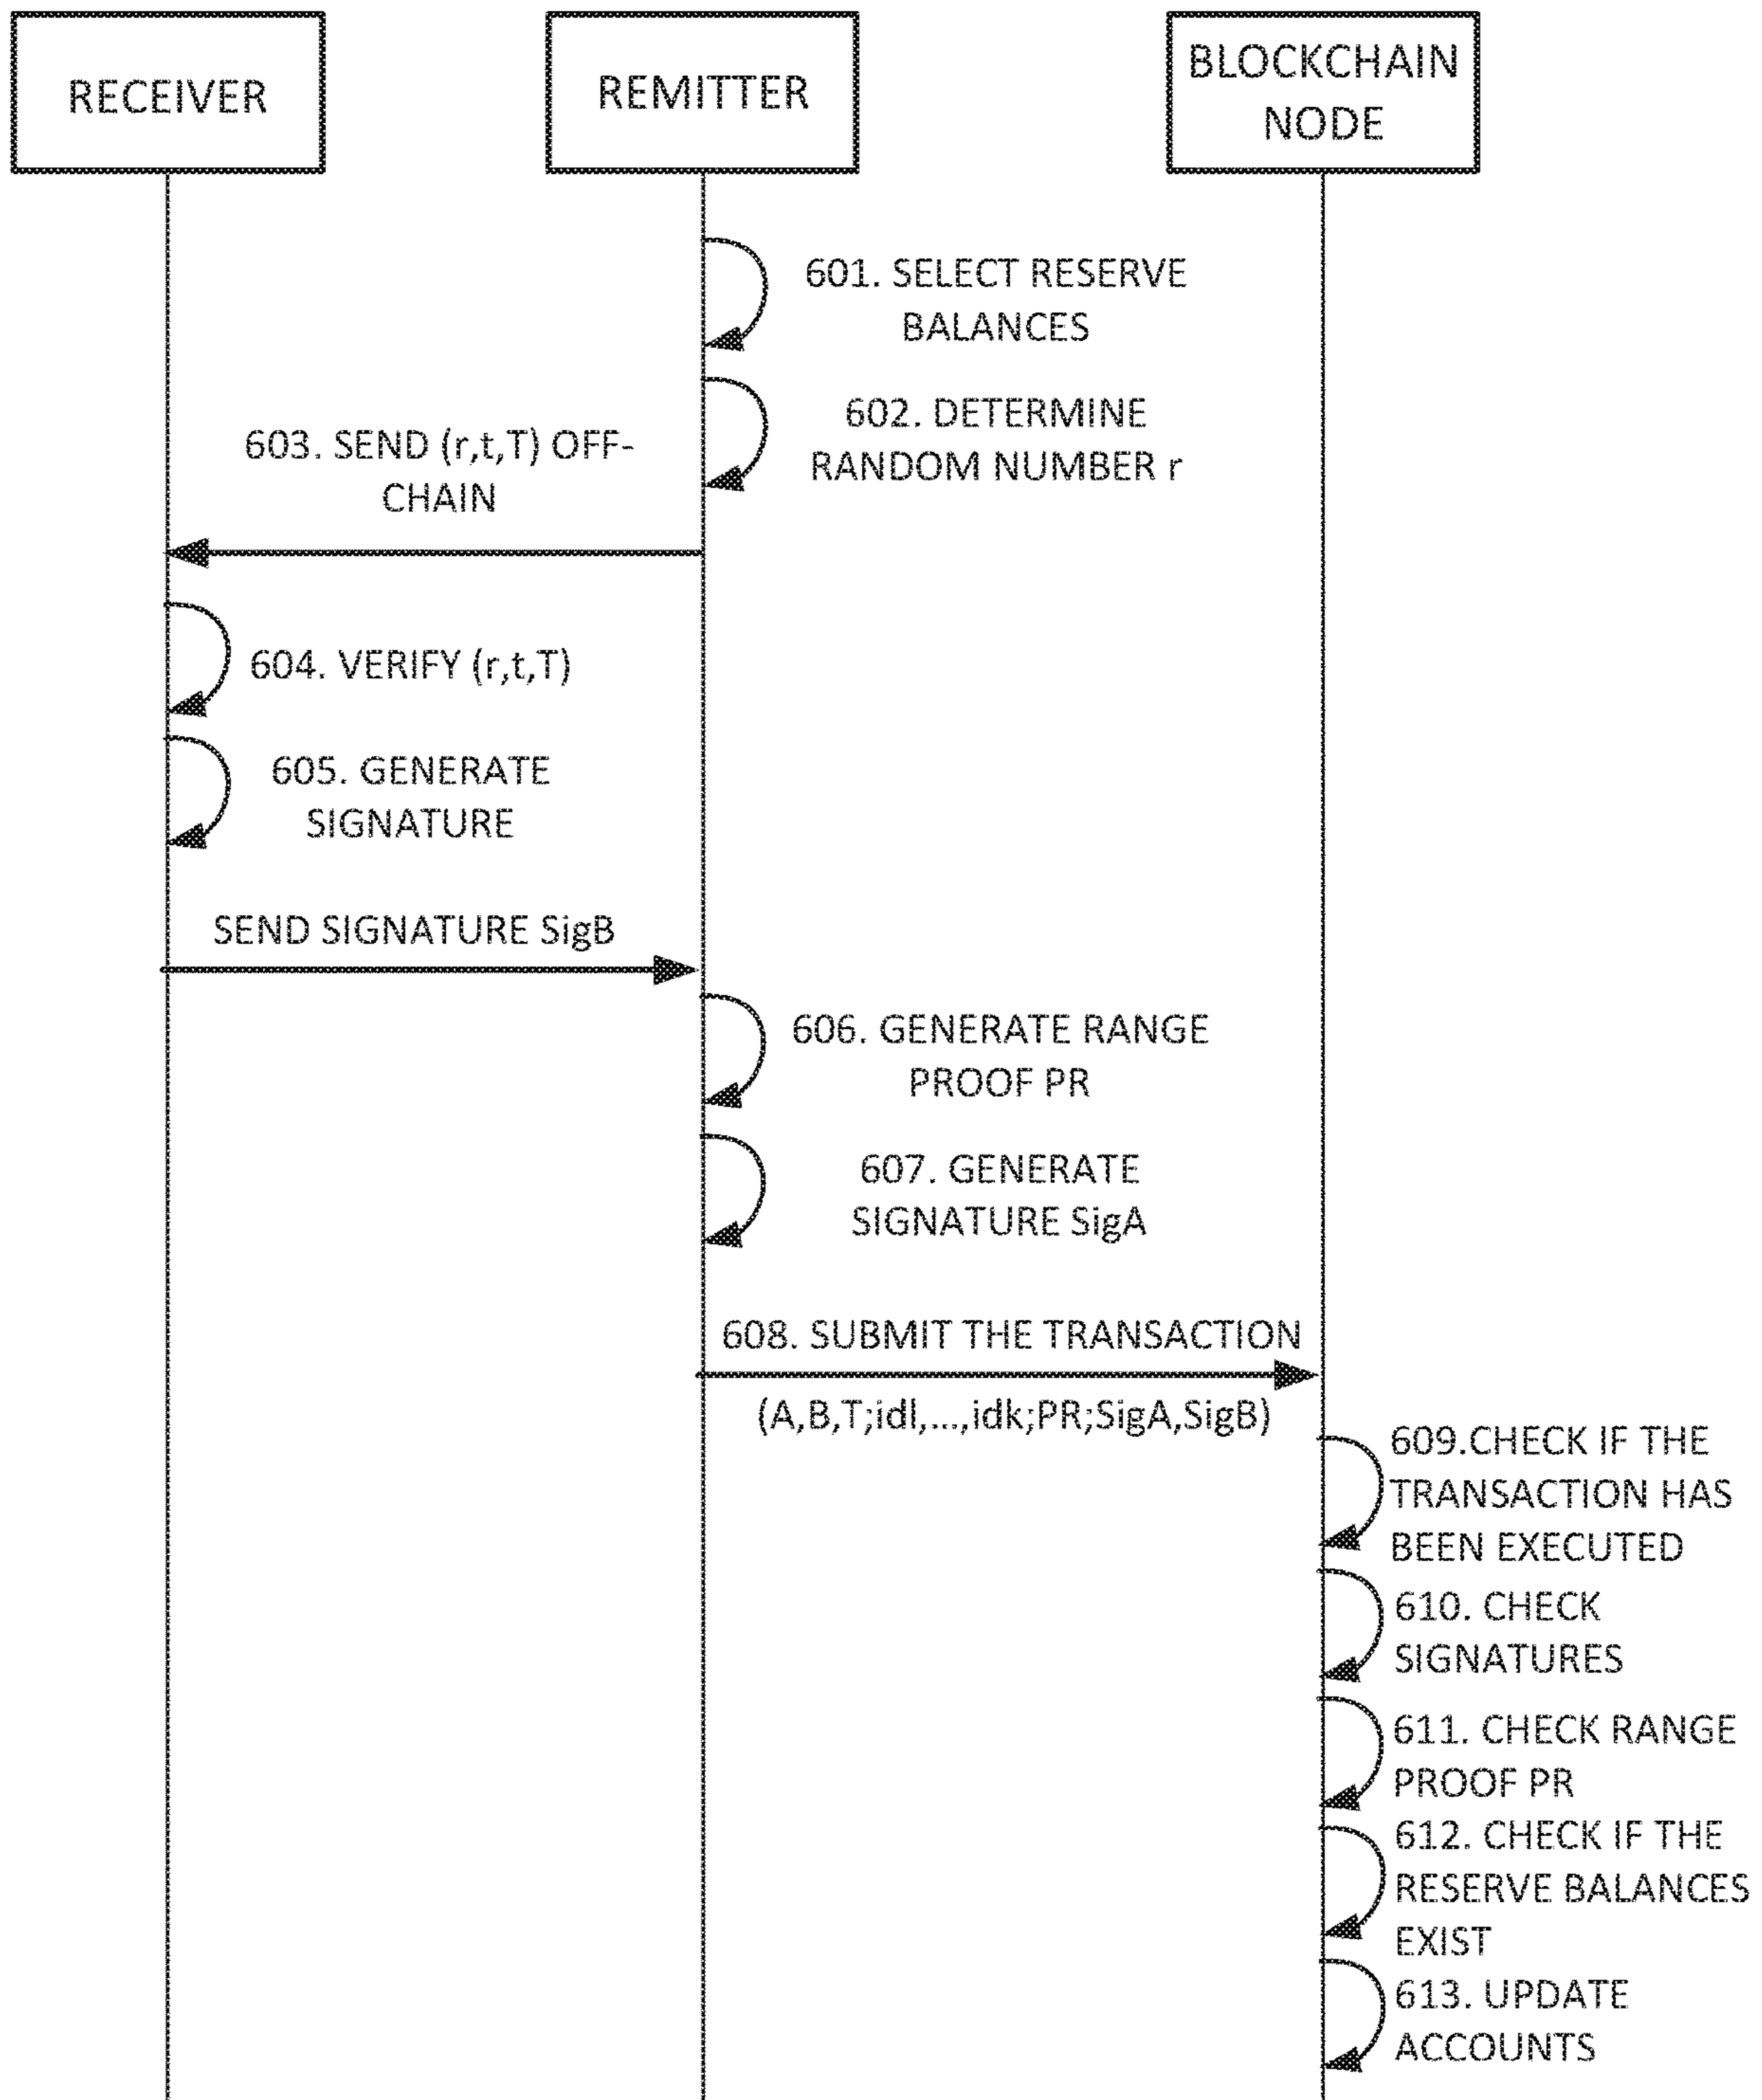 RECEIVER
REMITTER
BLOCKCHAIN
NODE
601. SELECT RESERVE
BALANCES
602. DETERMINE
RANDOM NUMBER r
603. SEND (r,t,T) OFF-
CHAIN
604. VERIFY (r,t,T)
605. GENERATE
SIGNATURE
SEND SIGNATURE SigB
606. GENERATE RANGE
PROOF PR
607. GENERATE
SIGNATURE SigA
608. SUBMIT THE TRANSACTION
(A,B,T;idl,...,idk;PR;SigA,SigB)
609.CHECK IF THE
TRANSACTION HAS
BEEN EXECUTED
610. CHECK
SIGNATURES
611. CHECK RANGE
PROOF PR
612. CHECK IF THE
RESERVE BALANCES
EXIST
613. UPDATE
ACCOUNTS